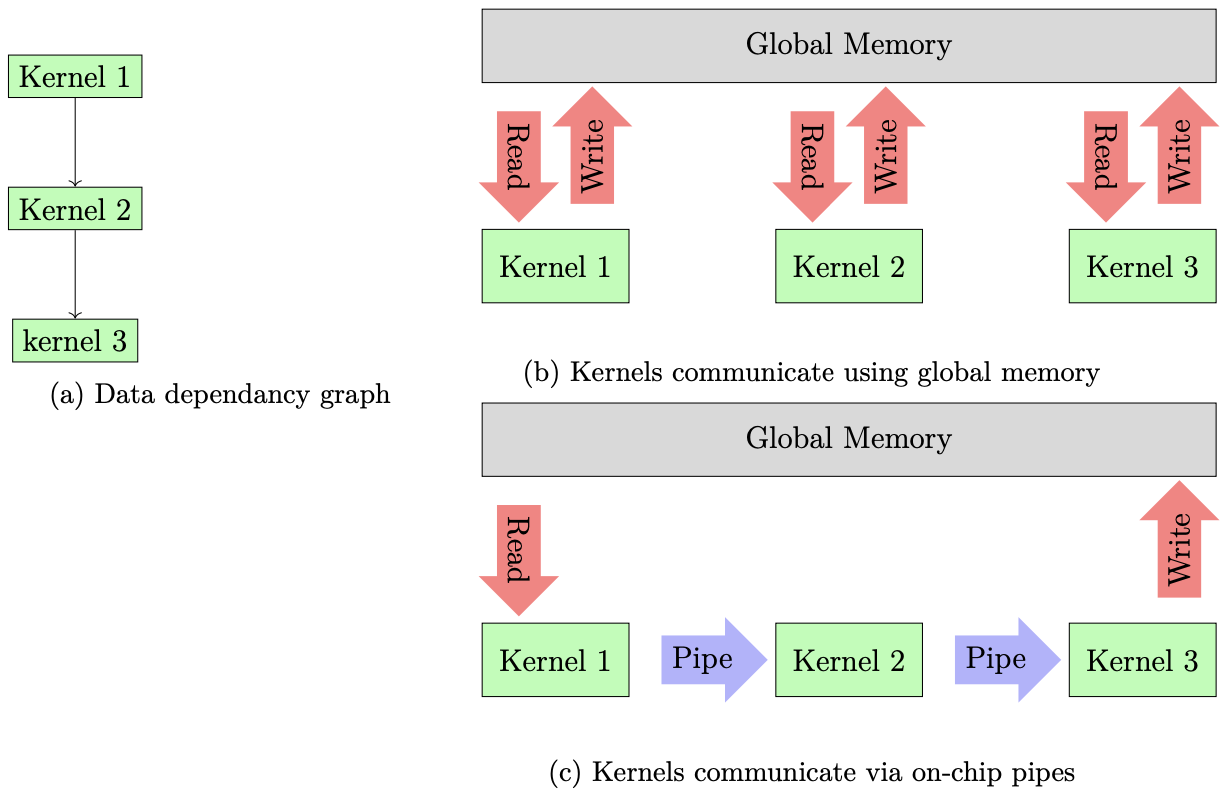 Kernel 1
Kernel 2
kernel 3
(a) Data dependancy graph
Global Memory
Read
Write
Read
Write
Read
Write
Kernel 1
Kernel 2
Kernel 3
(b) Kernels communicate using global memory
Global Memory
Read
Write
Kernel 1
Pipe
Kernel 2
Pipe
Kernel 3
(c) Kernels communicate via on-chip pipes